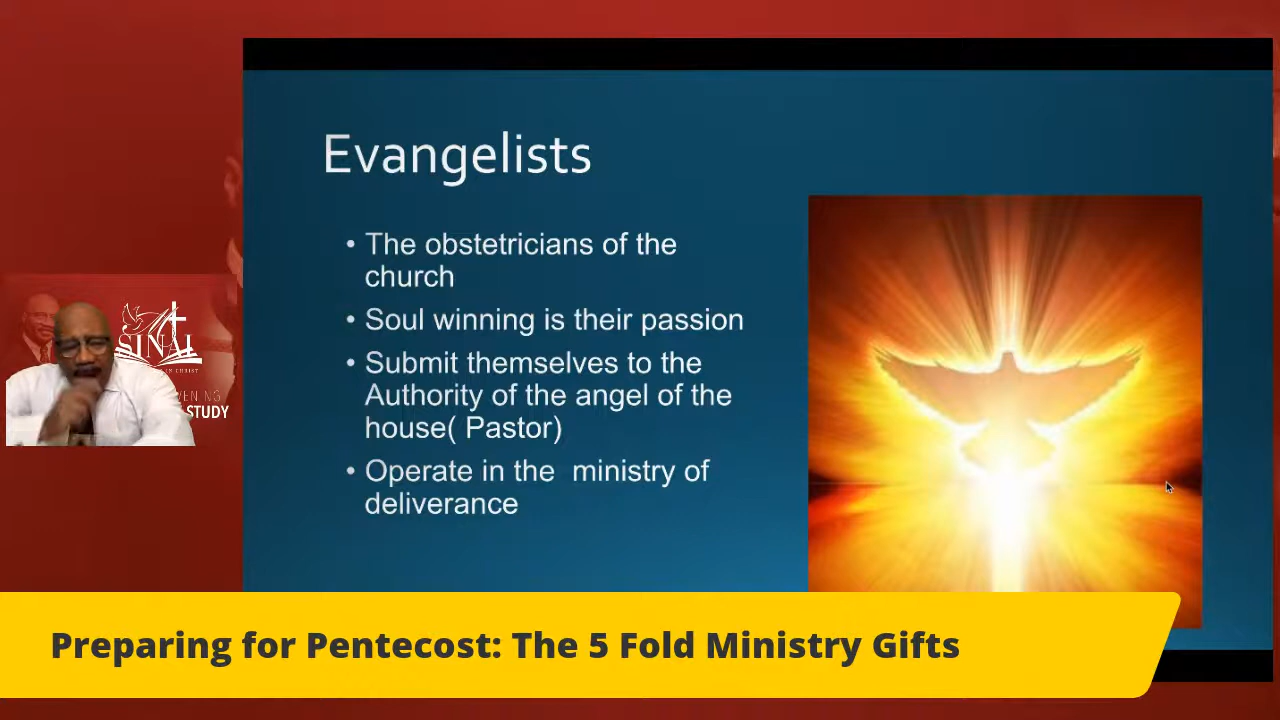 Evangelists
• The obstetricians of the
church
• Soul winning is their passion
• Submit themselves to the
Authority of the angel of the
house( Pastor)
• Operate in the ministry of
deliverance
SINAI
IN CHRIST
STUDY
Preparing for Pentecost: The 5 Fold Ministry Gifts